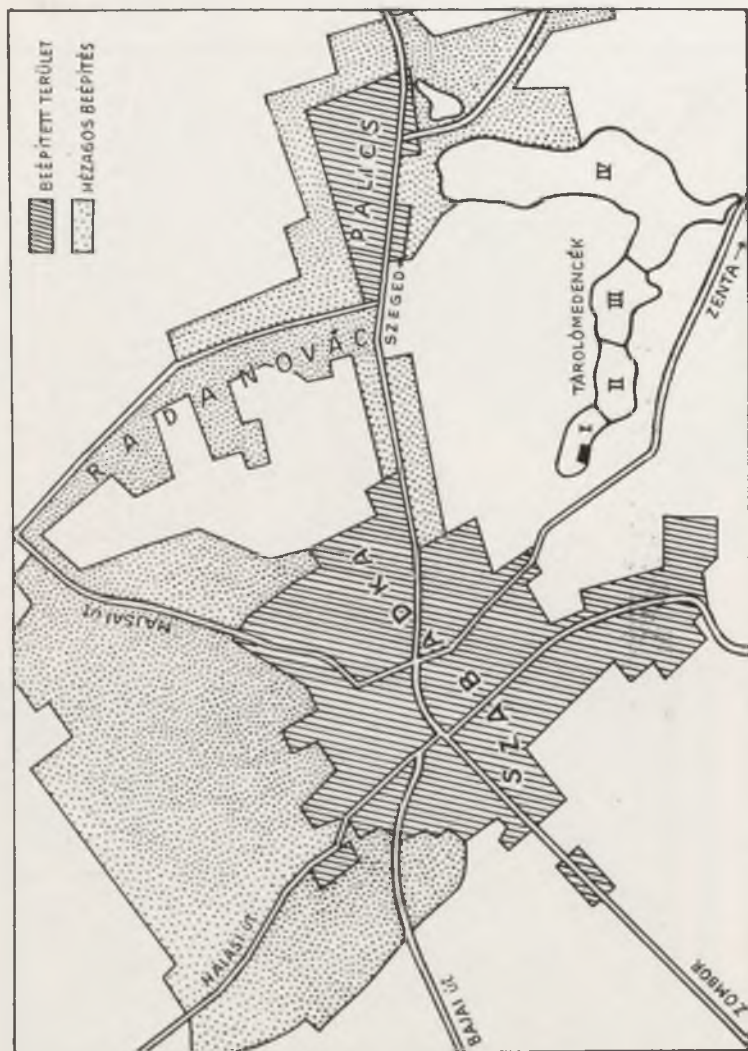 BEÉPÍTETT TERÜLET
HÉZAGOS BEÉPÍTÉS
PALICS
RADANOVÁC
SZEGED
TÁROLÓMEDENCÉK
I
II
III
IV
ZENTA
MAJSAI ÚT
SZABADKA
HALASI ÚT
BAJAI ÚT
ZOMBOR